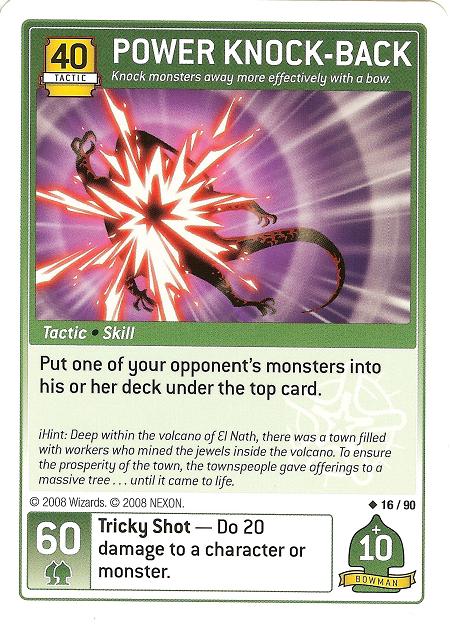 40
TACTIC
POWER KNOCK-BACK
Knock monsters away more effectively with a bow.
Tactic • Skill
Put one of your opponent's monsters into
his or her deck under the top card.
iHint: Deep within the volcano of El Nath, there was a town filled
with workers who mined the jewels inside the volcano. To ensure
the prosperity of the town, the townspeople gave offerings to a
massive tree . . . until it came to life.
© 2008 Wizards. © 2008 NEXON.
◆ 16 / 90
60
Tricky Shot — Do 20
damage to a character or
monster.
+
10
BOWMAN